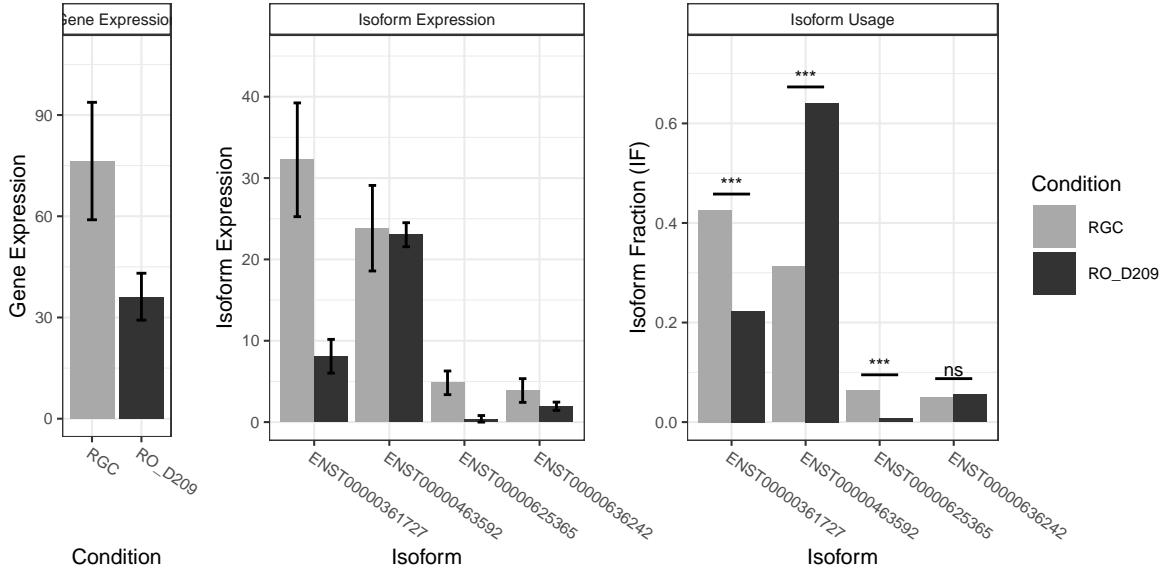 Gene Expression
Gene Expression
90
60
30
0
RGC
RO_D209
Condition
Isoform Expression
Isoform Expression
40
30
20
10
0
ENST00000361727
ENST00000463592
ENST00000625365
ENST00000636242
Isoform
Isoform Usage
Isoform Fraction (IF)
0.6
0.4
0.2
0.0
***
***
***
ns
ENST00000361727
ENST00000463592
ENST00000625365
ENST00000636242
Isoform
Condition
RGC
RO_D209